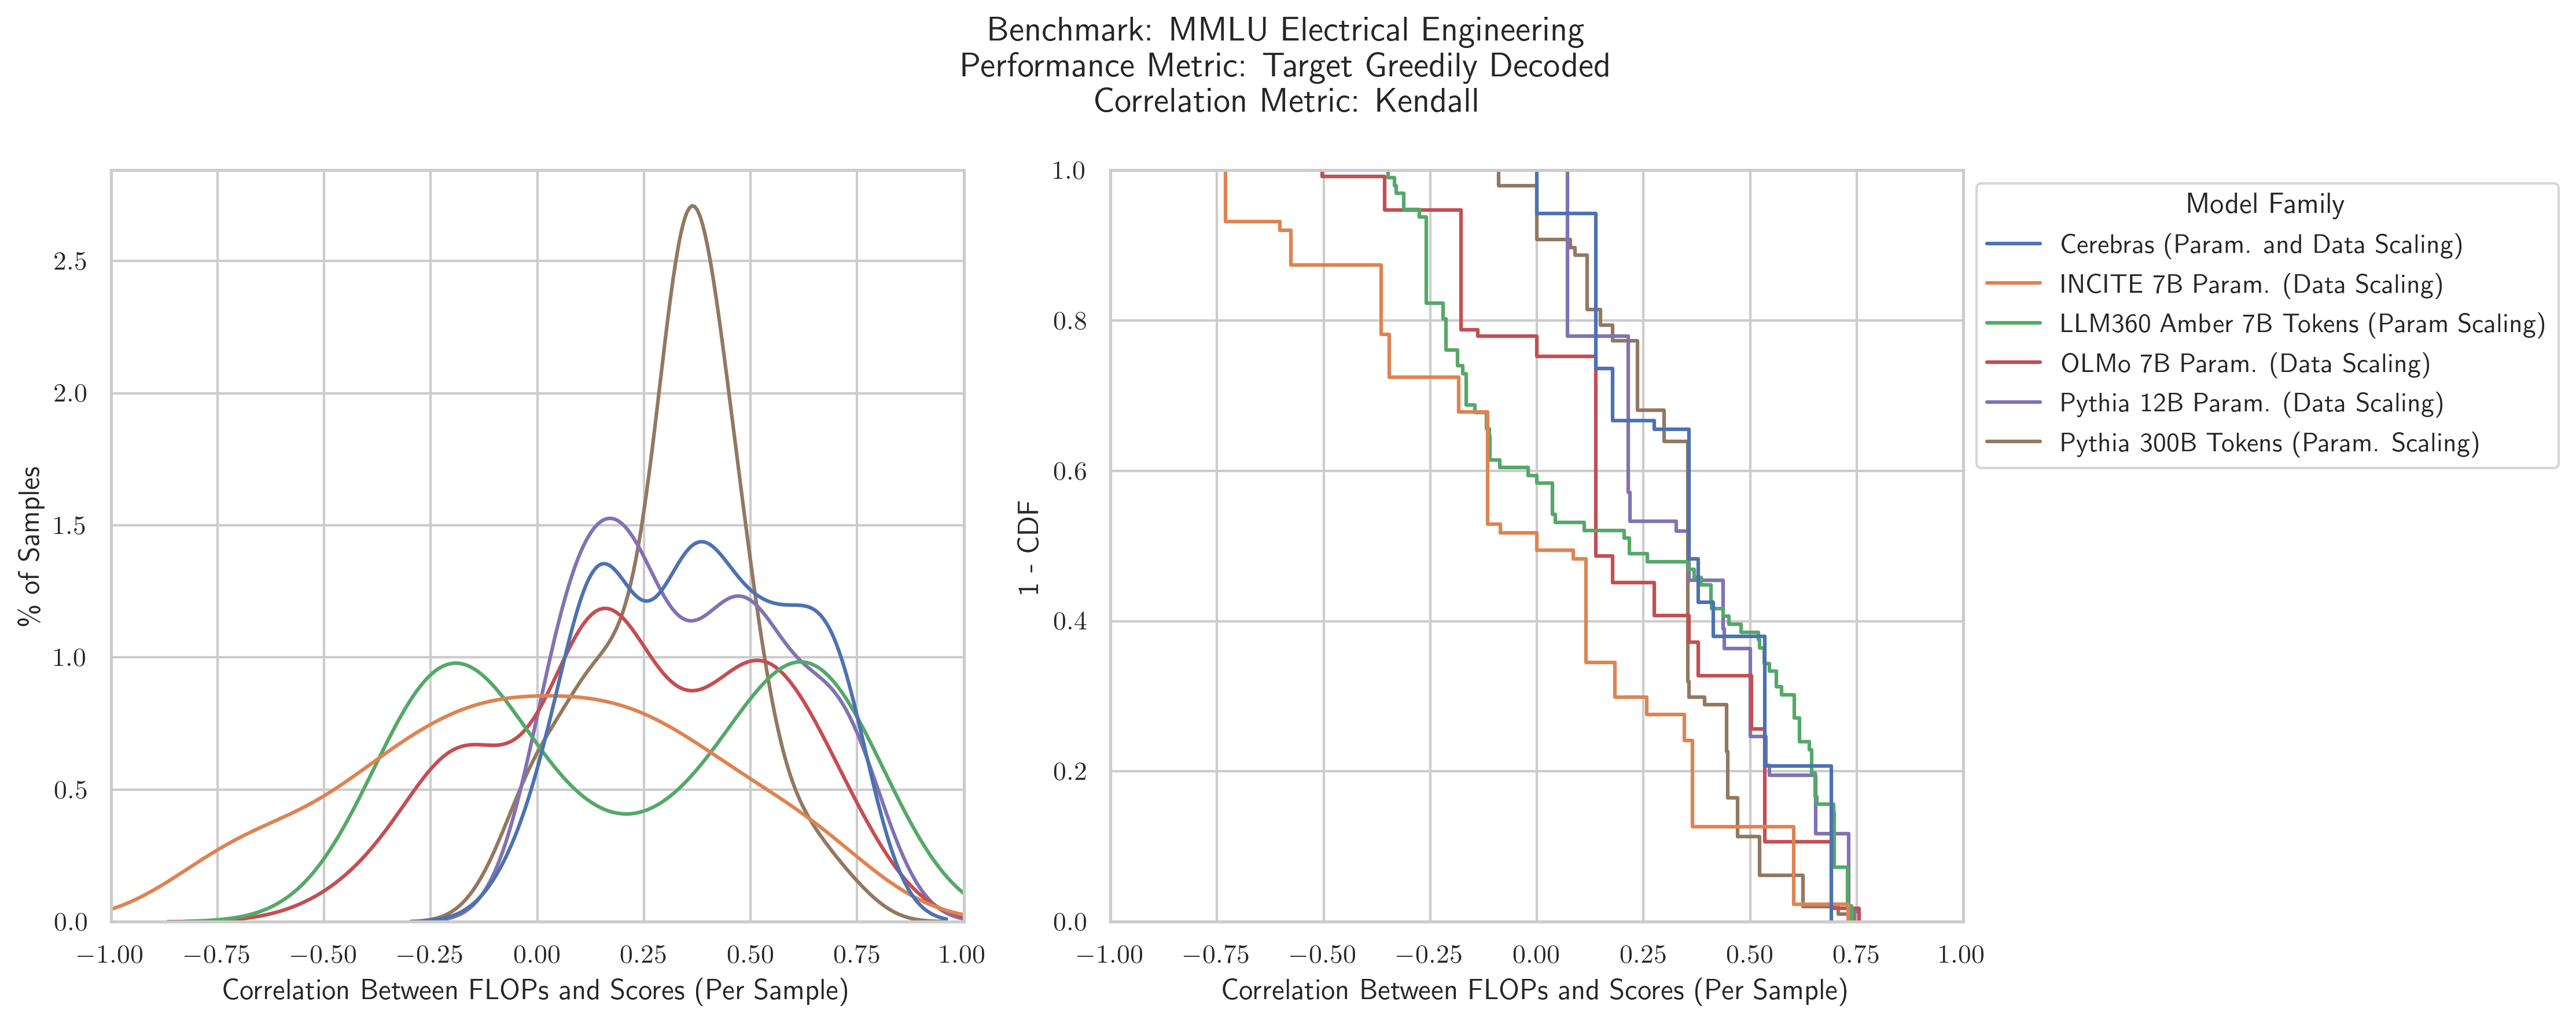 Benchmark: MMLU Electrical Engineering
Performance Metric: Target Greedily Decoded
Correlation Metric: Kendall
% of Samples
2.5
2.0
1.5
1.0
0.5
0.0
−1.00 −0.75 −0.50 −0.25 0.00 0.25 0.50 0.75 1.00
Correlation Between FLOPs and Scores (Per Sample)
1 - CDF
1.0
0.8
0.6
0.4
0.2
0.0
−1.00 −0.75 −0.50 −0.25 0.00 0.25 0.50 0.75 1.00
Correlation Between FLOPs and Scores (Per Sample)
Model Family
Cerebras (Param. and Data Scaling)
INCITE 7B Param. (Data Scaling)
LLM360 Amber 7B Tokens (Param Scaling)
OLMo 7B Param. (Data Scaling)
Pythia 12B Param. (Data Scaling)
Pythia 300B Tokens (Param. Scaling)